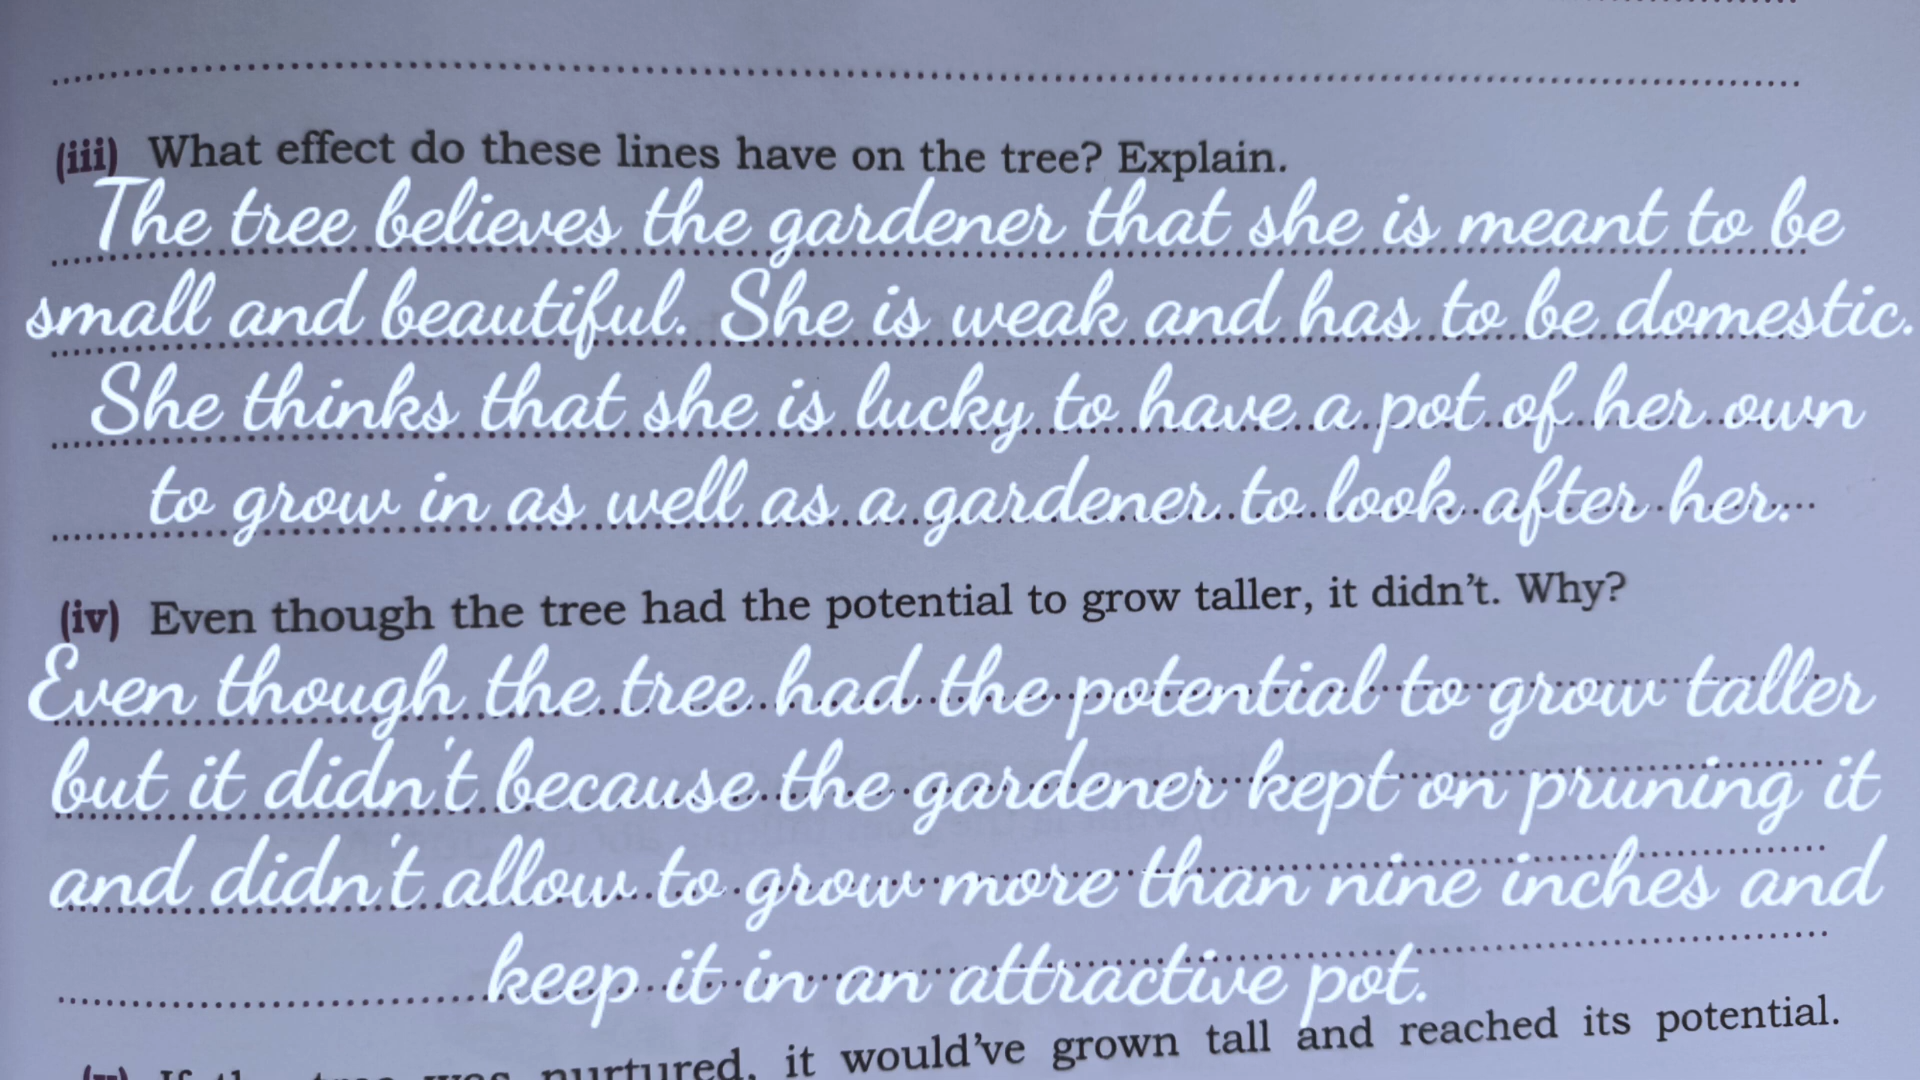 (iii) What effect do these lines have on the tree? Explain.
The tree believes the gardener that she is meant to be
small and beautiful. She is weak and has to be domestic.
She thinks that she is lucky to have a pot of her own
to grow in as well as a gardener to look after her.
(iv) Even though the tree had the potential to grow taller, it didn't. Why?
Even though the tree had the potential to grow taller
but it didn't because the gardener kept on pruning it
and didn't allow to grow more than nine inches and
keep it in an attractive pot.
(v) If the tree was nurtured, it would've grown tall and reached its potential.